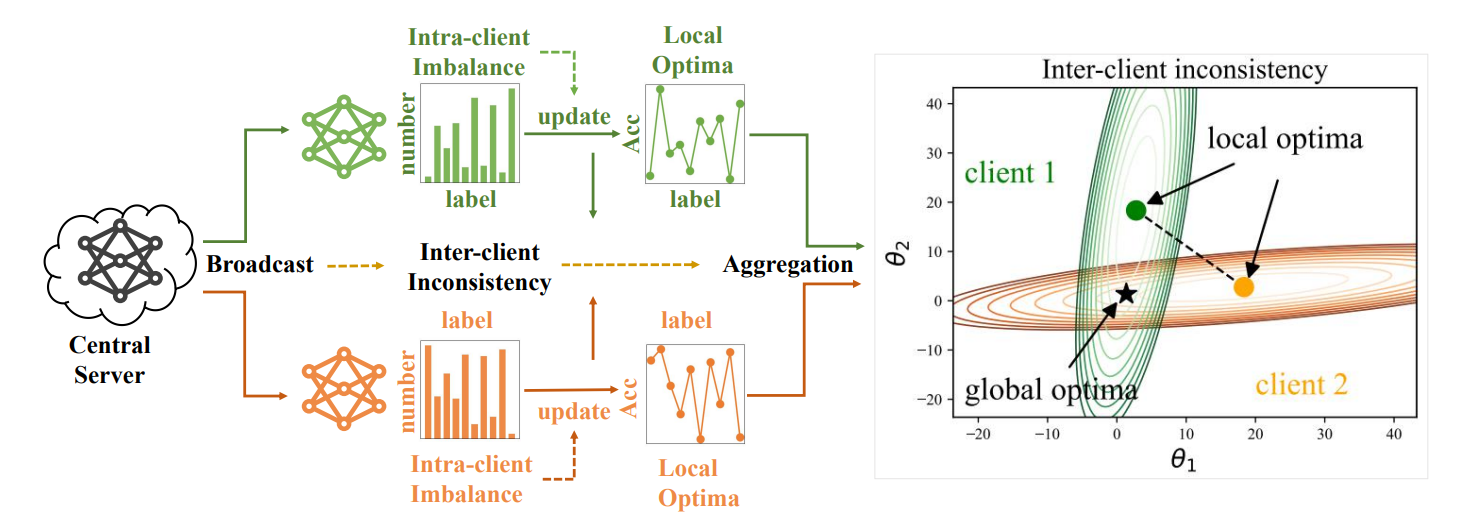 Intra-client
Imbalance
Local
Optima
number
update
Acc
label
label
Broadcast
Inter-client
Inconsistency
Aggregation
Central
Server
label
label
number
update
Acc
Intra-client
Imbalance
Local
Optima
Inter-client inconsistency
local optima
client 1
global optima
client 2
θ2
40
30
20
10
0
−10
−20
−20
−10
0
10
20
30
40
θ1